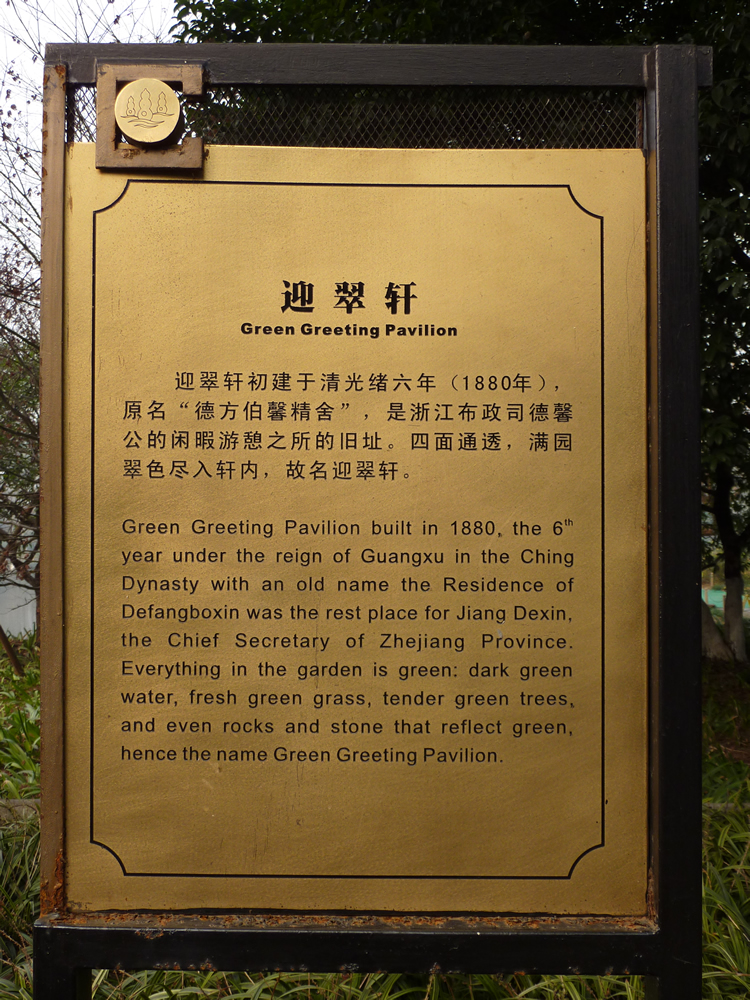 迎翠轩
Green Greeting Pavilion
迎翠轩初建于清光绪六年（1880年），
原名“德方伯馨精舍”，是浙江布政司德馨
公的闲暇游憩之所的旧址。四面通透，满园
翠色尽入轩内，故名迎翠轩。
Green Greeting Pavilion built in 1880, the 6th
year under the reign of Guangxu in the Ching
Dynasty with an old name the Residence of
Defangboxin was the rest place for Jiang Dexin,
the Chief Secretary of Zhejiang Province.
Everything in the garden is green: dark green
water, fresh green grass, tender green trees,
and even rocks and stone that reflect green,
hence the name Green Greeting Pavilion.